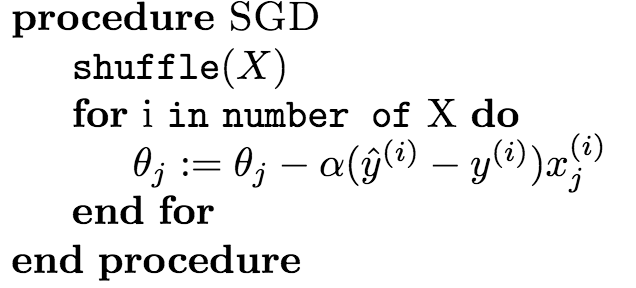 procedure SGD
shuffle(X)
for i in number of X do
θ_j := θ_j − α(ŷ^(i) − y^(i))x_j^(i)
end for
end procedure